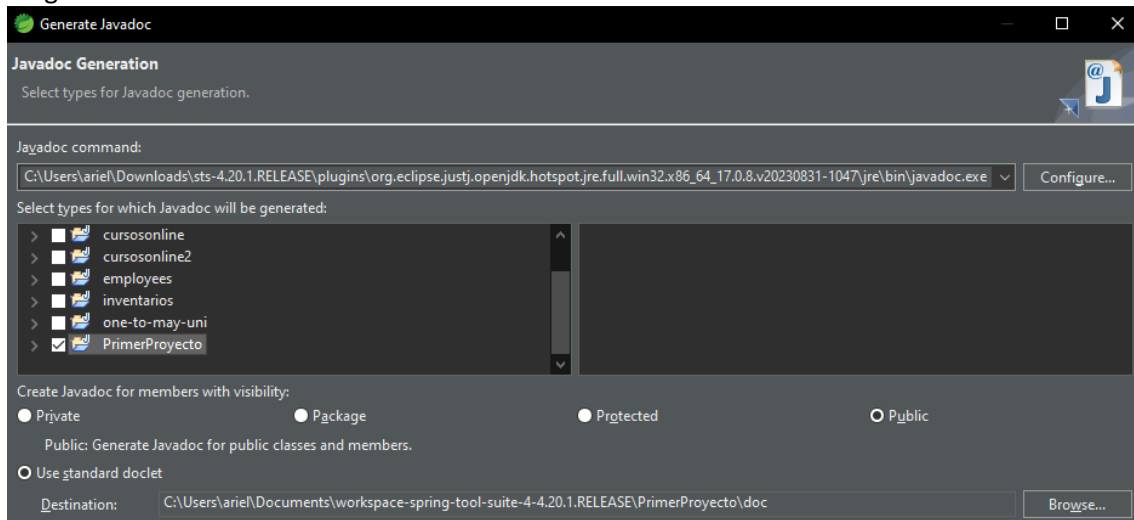 Generate Javadoc
Javadoc Generation
Select types for Javadoc generation.
Javadoc command:
C:\Users\ariel\Downloads\sts-4.20.1.RELEASE\plugins\org.eclipse.justj.openjdk.hotspot.jre.full.win32.x86_64_17.0.8.v20230831-1047\jre\bin\javadoc.exe Configure...
Select types for which Javadoc will be generated:
cursosonline
cursosonline2
employees
inventarios
one-to-may-uni
PrimerProyecto
Create Javadoc for members with visibility:
Private Package Protected Public
Public: Generate Javadoc for public classes and members.
Use standard doclet
Destination: C:\Users\ariel\Documents\workspace-spring-tool-suite-4-4.20.1.RELEASE\PrimerProyecto\doc Browse...